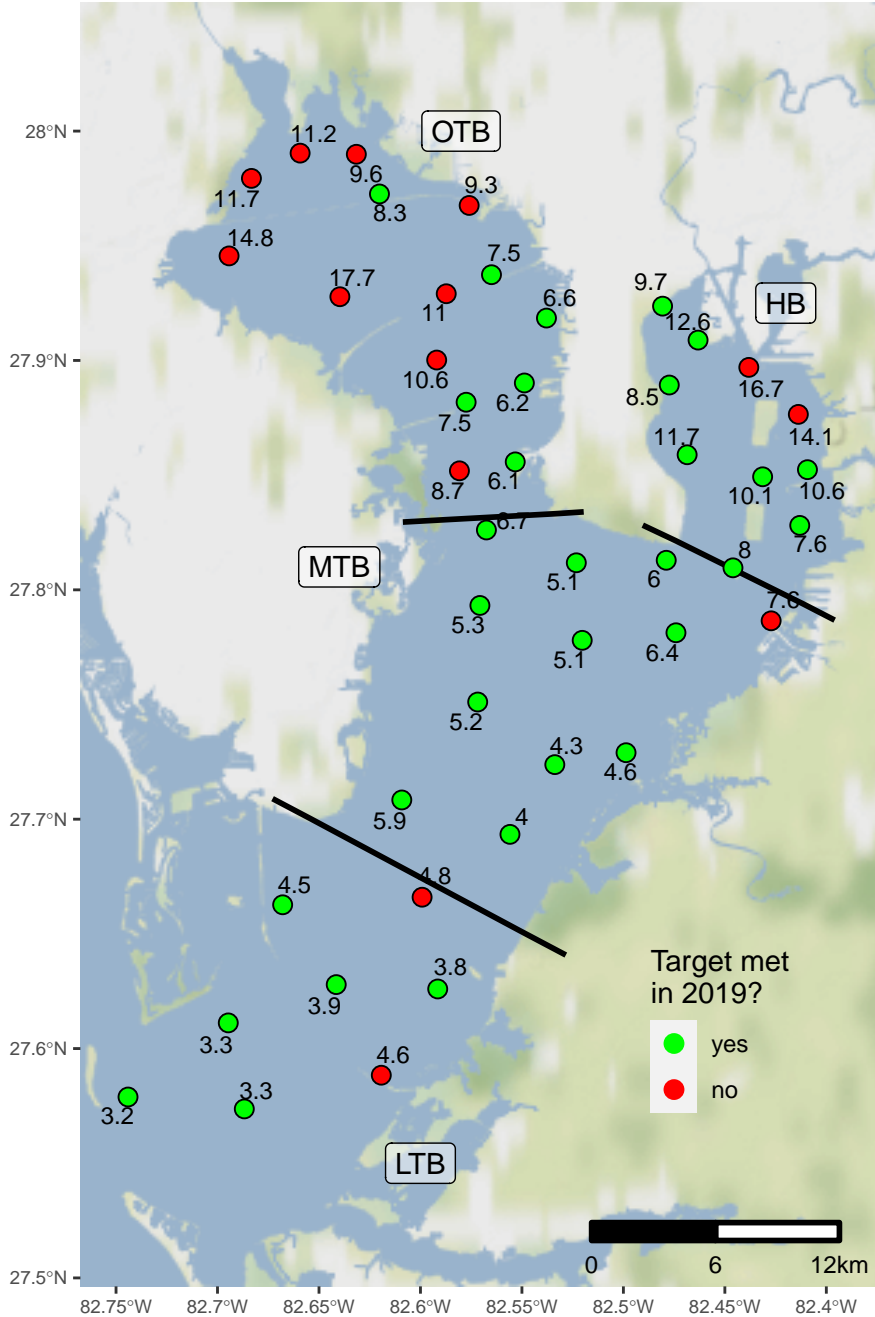 OTB
11.2
28°N
9.6
9.3
11.7
8.3
14.8
7.5
17.7
9.7
HB
6.6
11
12.6
27.9°N
10.6
16.7
6.2
8.5
7.5
14.1
11.7
6.1
8.7
10.1
10.6
6.7
7.6
MTB
8
6
5.1
27.8°N
7.6
5.3
5.1
6.4
5.2
4.3
4.6
5.9
4
27.7°N
4.8
4.5
Target met
in 2019?
3.8
3.9
yes
3.3
27.6°N
4.6
no
3.3
3.2
LTB
0 6 12km
27.5°N
82.75°W 82.7°W 82.65°W 82.6°W 82.55°W 82.5°W 82.45°W 82.4°W